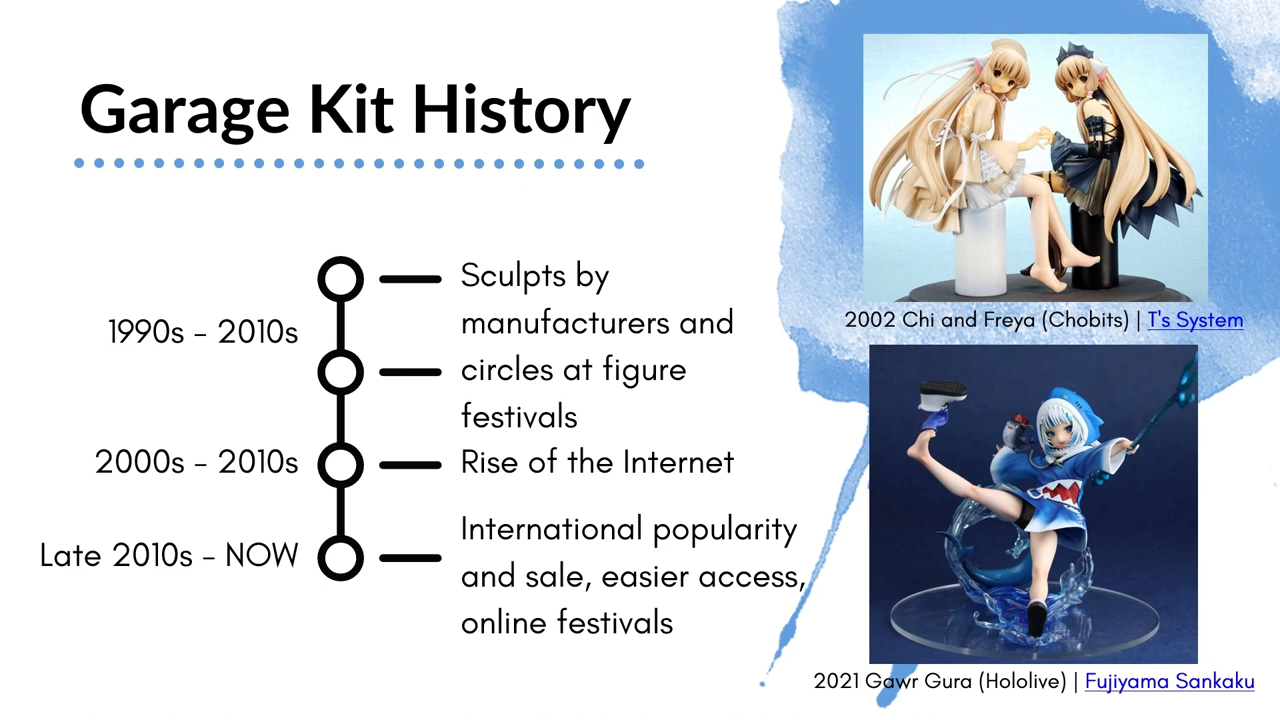 Garage Kit History
1990s - 2010s
Sculpts by
manufacturers and
circles at figure
festivals
2000s - 2010s
Rise of the Internet
Late 2010s - NOW
International popularity
and sale, easier access,
online festivals
2002 Chi and Freya (Chobits) | T's System
2021 Gawr Gura (Hololive) | Fujiyama Sankaku